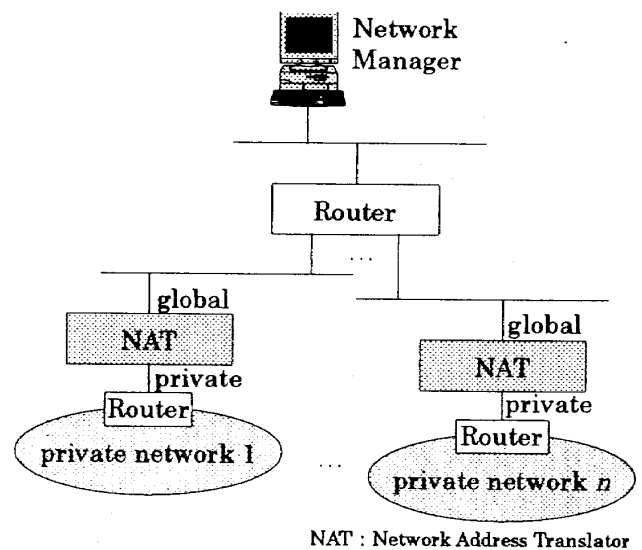 Network
Manager
Router
...
global
NAT
private
Router
private network 1
global
NAT
private
Router
private network n
...
NAT : Network Address Translator